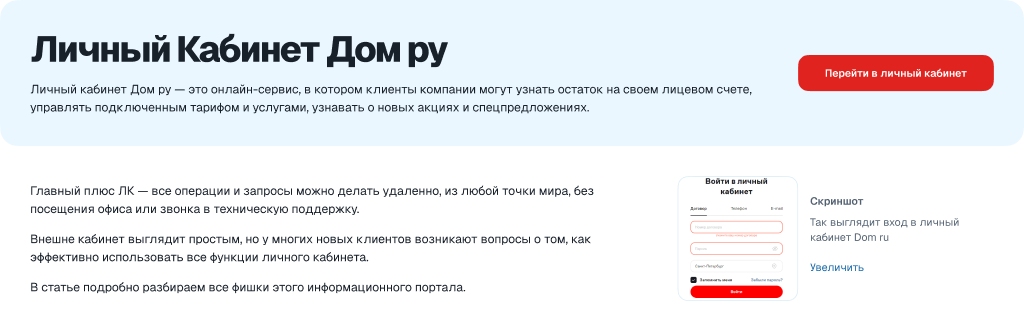 Личный Кабинет Дом ру
Личный кабинет Дом ру — это онлайн-сервис, в котором клиенты компании могут узнать остаток на своем лицевом счете,
управлять подключенным тарифом и услугами, узнавать о новых акциях и спецпредложениях.
Перейти в личный кабинет
Главный плюс ЛК — все операции и запросы можно делать удаленно, из любой точки мира, без
посещения офиса или звонка в техническую поддержку.
Внешне кабинет выглядит простым, но у многих новых клиентов возникают вопросы о том, как
эффективно использовать все функции личного кабинета.
В статье подробно разбираем все фишки этого информационного портала.
Войти в личный
кабинет
Договор Телефон E-mail
Номер договора
Пароль
Санкт-Петербург
Запомнить меня Забыли пароль?
Войти
Скриншот
Так выглядит вход в личный
кабинет Dom ru
Увеличить